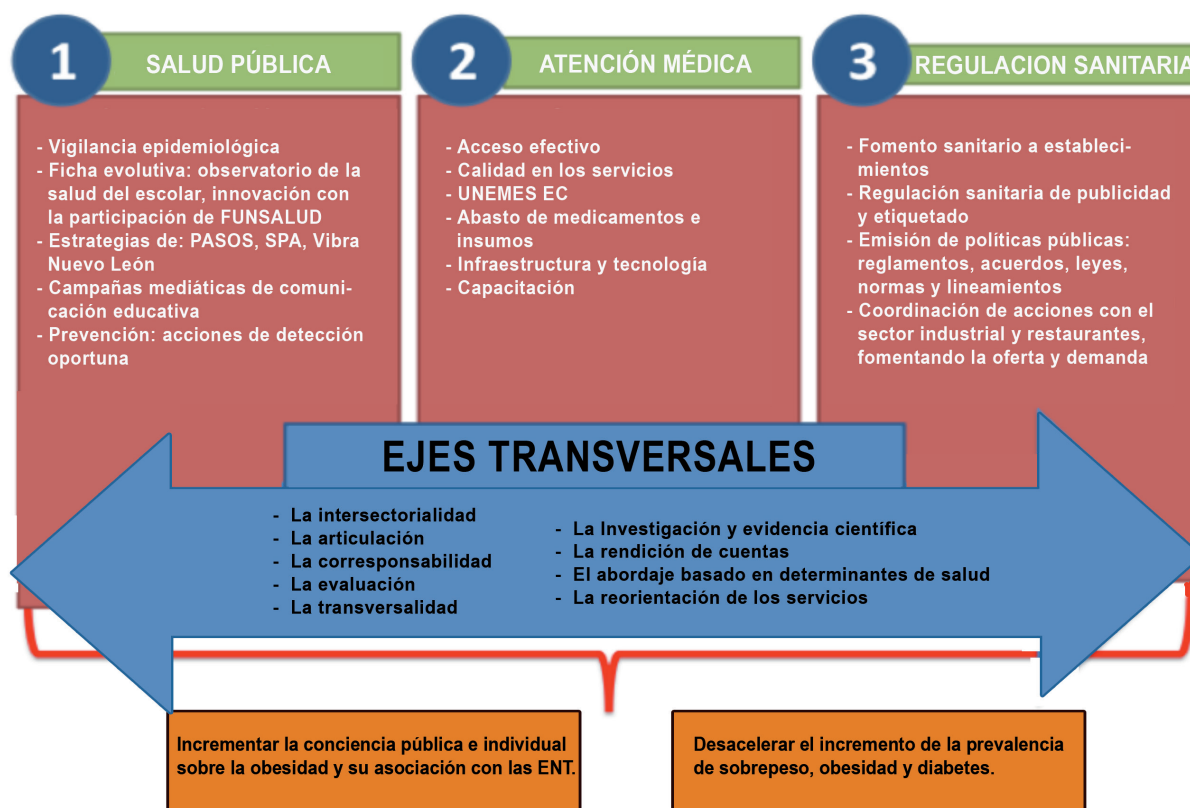 1
SALUD PÚBLICA
- Vigilancia epidemiológica
- Ficha evolutiva: observatorio de la
salud del escolar, innovación con
la participación de FUNSALUD
- Estrategias de: PASOS, SPA, Vibra
Nuevo León
- Campañas mediáticas de comuni-
cación educativa
- Prevención: acciones de detección
oportuna
2
ATENCIÓN MÉDICA
- Acceso efectivo
- Calidad en los servicios
- UNEMES EC
- Abasto de medicamentos e
insumos
- Infraestructura y tecnología
- Capacitación
3
REGULACION SANITARIA
- Fomento sanitario a estableci-
mientos
- Regulación sanitaria de publicidad
y etiquetado
- Emisión de políticas públicas:
reglamentos, acuerdos, leyes,
normas y lineamientos
- Coordinación de acciones con el
sector industrial y restaurantes,
fomentando la oferta y demanda
EJES TRANSVERSALES
- La intersectorialidad
- La articulación
- La corresponsabilidad
- La evaluación
- La transversalidad
- La Investigación y evidencia científica
- La rendición de cuentas
- El abordaje basado en determinantes de salud
- La reorientación de los servicios
Incrementar la conciencia pública e individual
sobre la obesidad y su asociación con las ENT.
Desacelerar el incremento de la prevalencia
de sobrepeso, obesidad y diabetes.